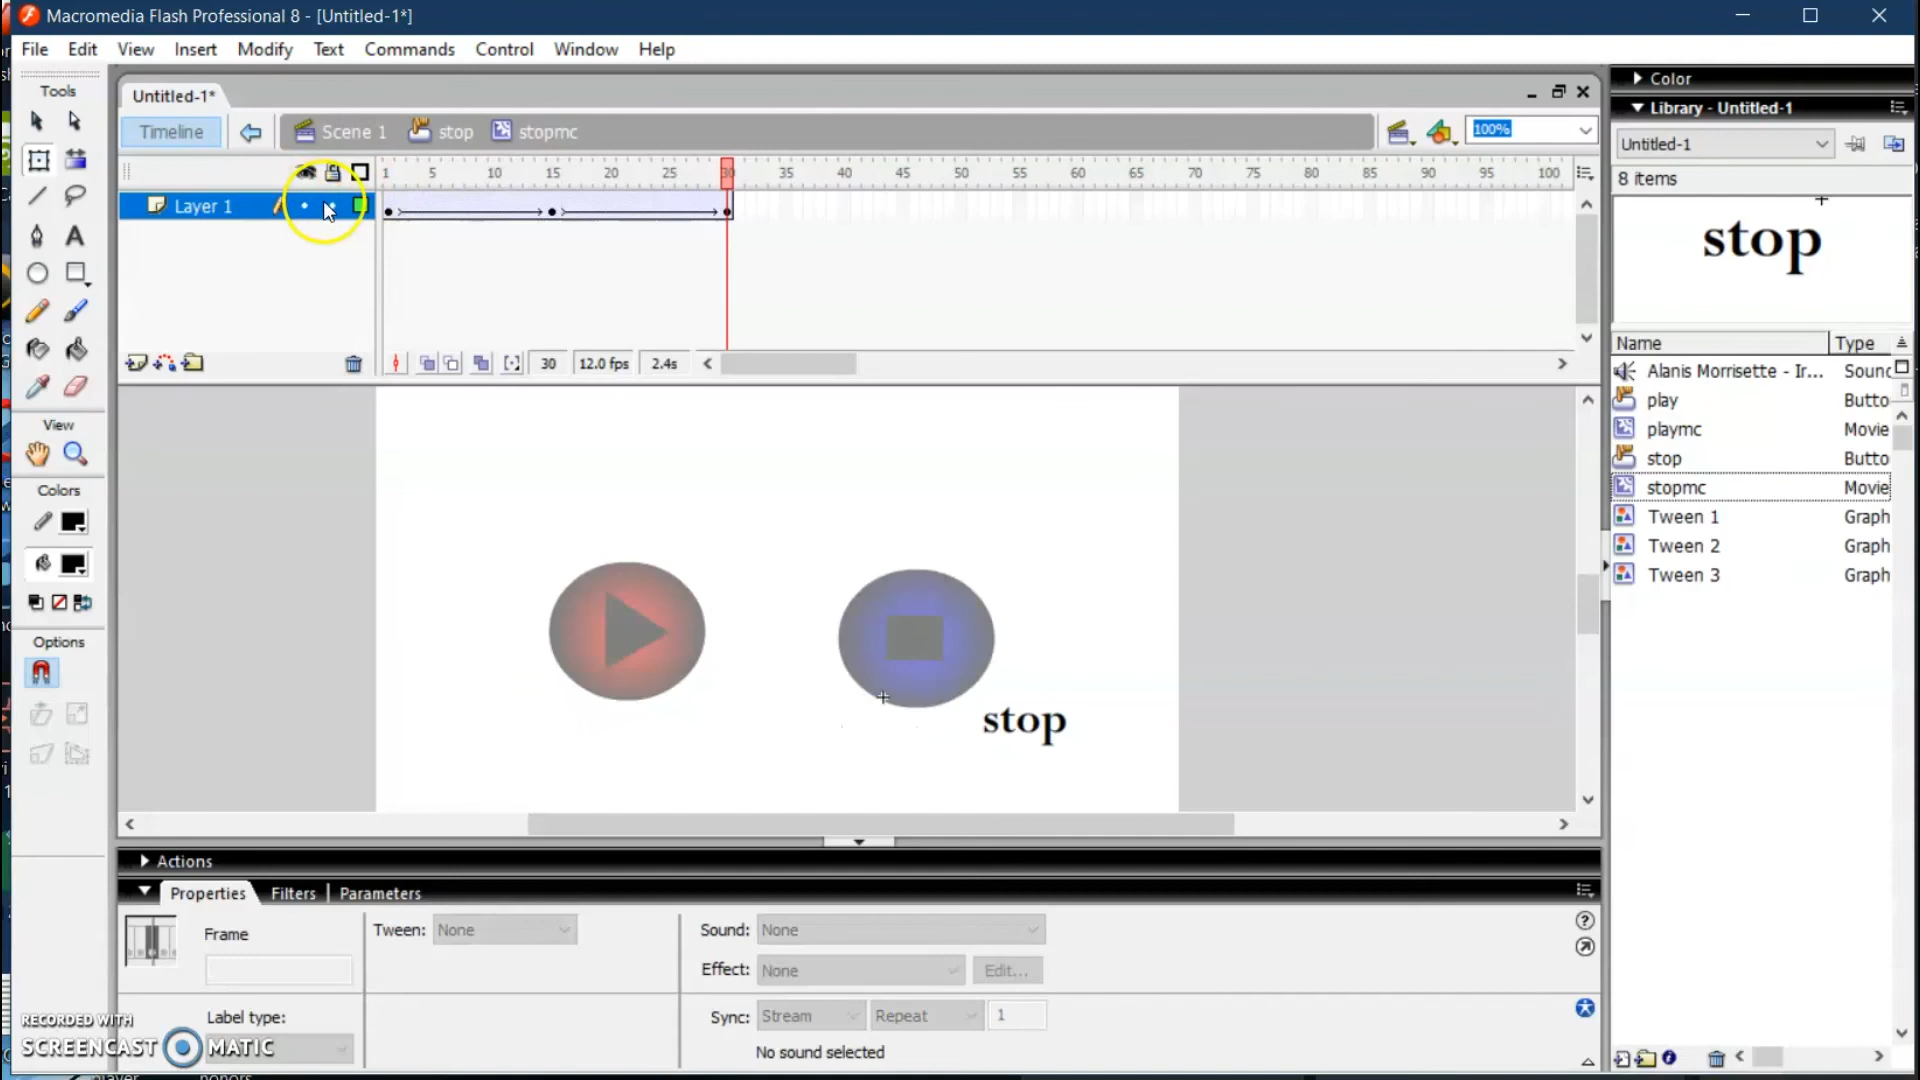 Macromedia Flash Professional 8 - [Untitled-1*]
File Edit View Insert Modify Text Commands Control Window Help
Tools
Untitled-1*
Timeline Scene 1 stop stopmc 100%
1 5 10 15 20 25 30 35 40 45 50 55 60 65 70 75 80 85 90 95 100
Layer 1
30 12.0 fps 2.4s
View
Colors
Options
stop
Actions
Properties Filters Parameters
Frame
Tween: None
Sound: None
Effect: None Edit...
Label type:
Sync: Stream Repeat 1
No sound selected
Color
Library - Untitled-1
Untitled-1
8 items
stop
Name Type
Alanis Morrisette - Ir... Sound
play Butto
playmc Movie
stop Butto
stopmc Movie
Tween 1 Graph
Tween 2 Graph
Tween 3 Graph
RECORDED WITH
SCREENCAST MATIC